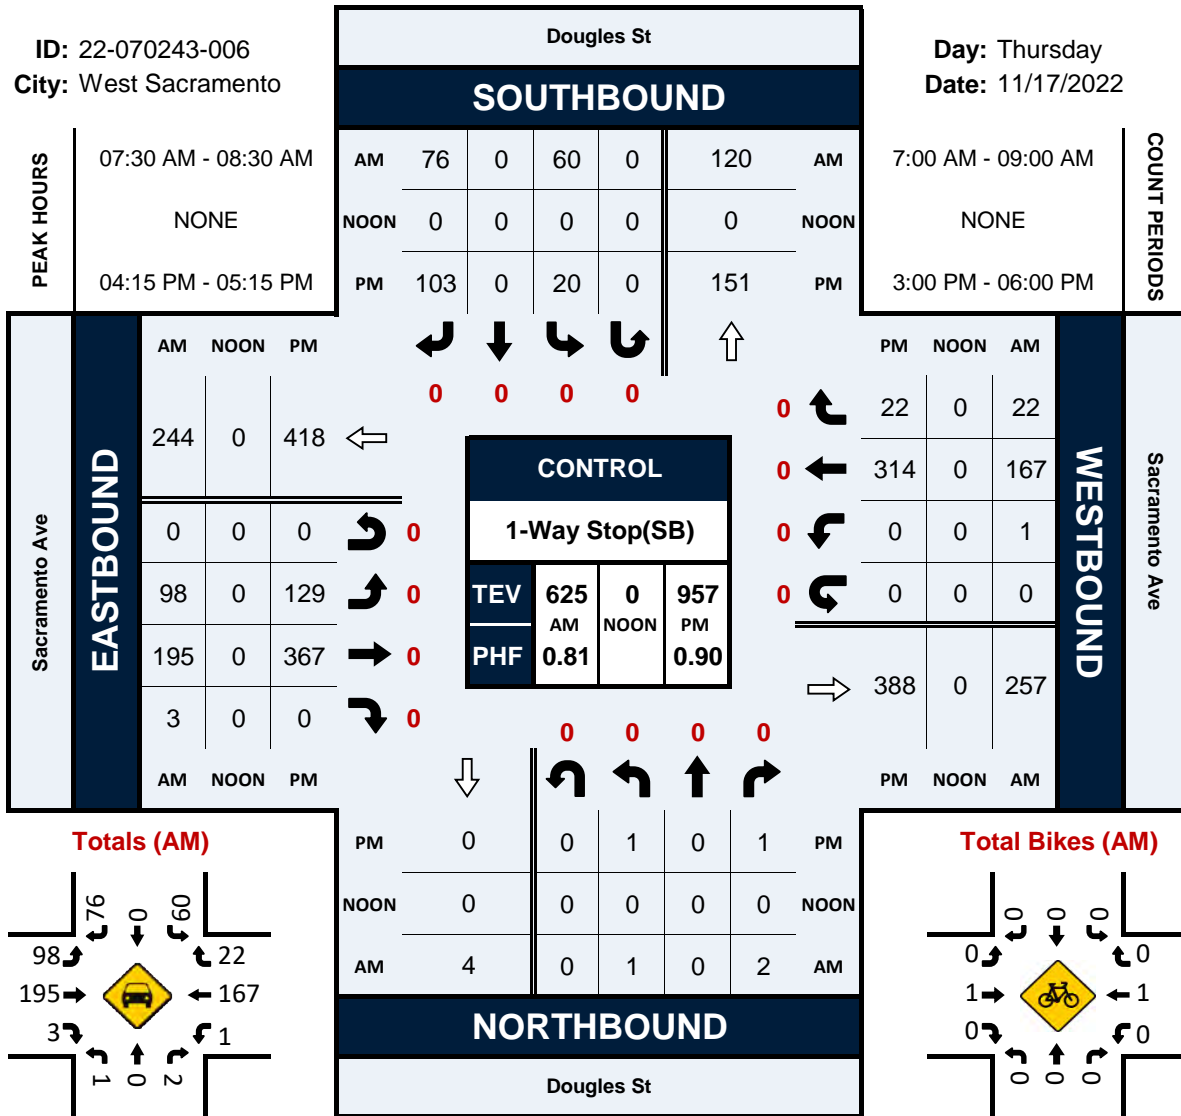 Dougles St
ID: 22-070243-006
Day: Thursday
City: West Sacramento
Date: 11/17/2022
SOUTHBOUND
PEAK HOURS
07:30 AM - 08:30 AM
AM 76 0 60 0 120 AM
7:00 AM - 09:00 AM
COUNT PERIODS
NONE
NOON 0 0 0 0 0 NOON
NONE
04:15 PM - 05:15 PM
PM 103 0 20 0 151 PM
3:00 PM - 06:00 PM
AM NOON PM
PM NOON AM
0 0 0 0
Sacramento Ave
EASTBOUND
244 0 418
0 0 0 0
98 0 129 0
195 0 367 0
3 0 0 0
AM NOON PM
CONTROL
1-Way Stop(SB)
TEV 625 0 957
AM NOON PM
PHF 0.81 0.90
0 22 0 22
0 314 0 167
0 0 0 1
0 0 0 0
388 0 257
PM NOON AM
WESTBOUND
Sacramento Ave
0 0 0 0
PM 0 0 1 0 1 PM
NOON 0 0 0 0 0 NOON
AM 4 0 1 0 2 AM
NORTHBOUND
Dougles St
Totals (AM)
76 0 60
98 22
195 167
3 1
1 0 2
Total Bikes (AM)
0 0 0
0 0
1 1
0 0
0 0 0